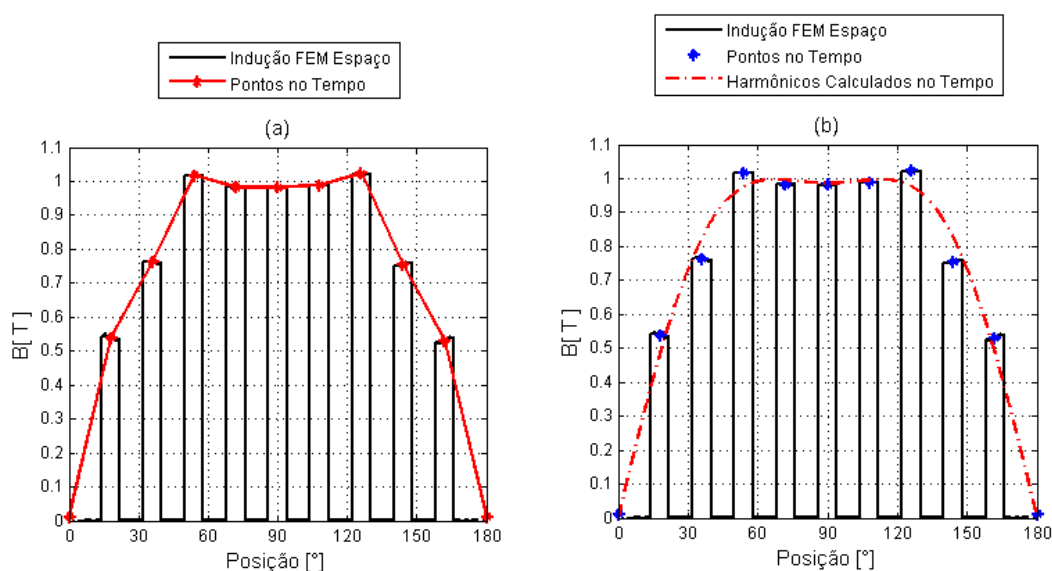 Indução FEM Espaço
Pontos no Tempo
(a)
1.1
1
0.9
0.8
0.7
0.6
0.5
0.4
0.3
0.2
0.1
0
B[T]
0 30 60 90 120 150 180
Posição [°]
Indução FEM Espaço
Pontos no Tempo
Harmônicos Calculados no Tempo
(b)
1.1
1
0.9
0.8
0.7
0.6
0.5
0.4
0.3
0.2
0.1
0
B[T]
0 30 60 90 120 150 180
Posição [°]